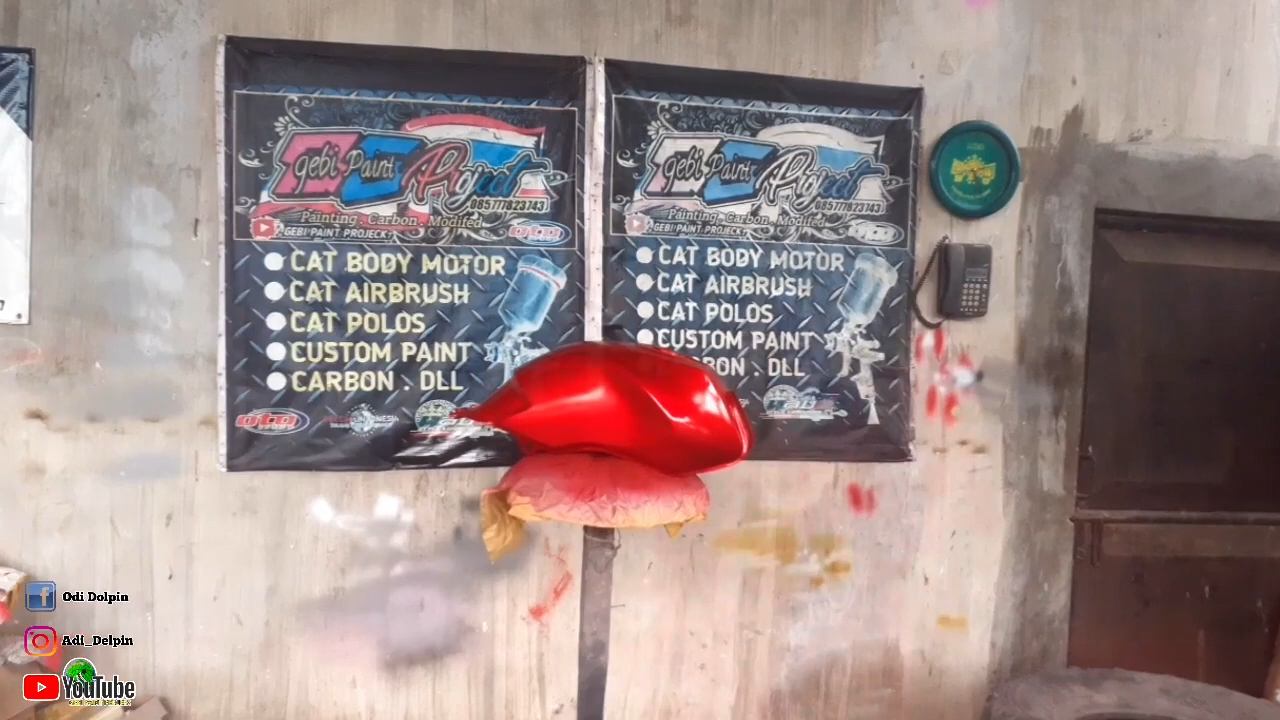 gebi Paint Project
085777823743
Painting . Carbon . Modifed
GEBI PAINT PROJECK
CAT BODY MOTOR
CAT AIRBRUSH
CAT POLOS
CUSTOM PAINT
CARBON . DLL
gebi Paint Project
085777823743
Painting . Carbon . Modifed
GEBI PAINT PROJECK
CAT BODY MOTOR
CAT AIRBRUSH
CAT POLOS
CUSTOM PAINT
BON . DLL
Odi Dolpin
Adi_Delpin
YouTube